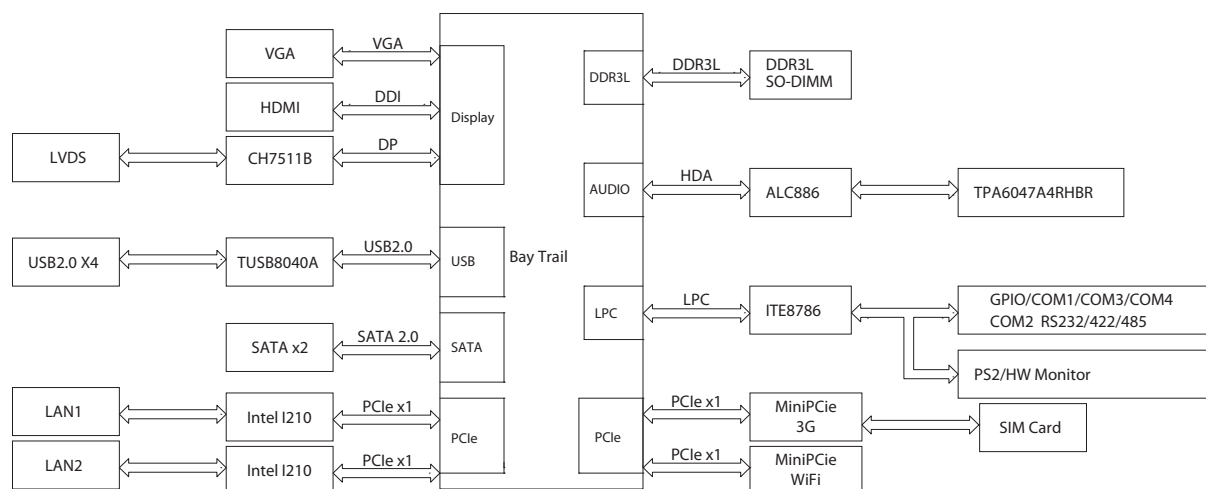 VGA
VGA
HDMI
DDI
LVDS
CH7511B
DP
Display
USB2.0 X4
TUSB8040A
USB2.0
USB
SATA x2
SATA 2.0
SATA
LAN1
Intel I210
PCIe x1
PCIe
LAN2
Intel I210
PCIe x1
Bay Trail
DDR3L
DDR3L
DDR3L
SO-DIMM
AUDIO
HDA
ALC886
TPA6047A4RHBR
LPC
LPC
ITE8786
GPIO/COM1/COM3/COM4
COM2 RS232/422/485
PS2/HW Monitor
PCIe
PCIe x1
MiniPCie
3G
SIM Card
PCIe x1
MiniPCie
WiFi